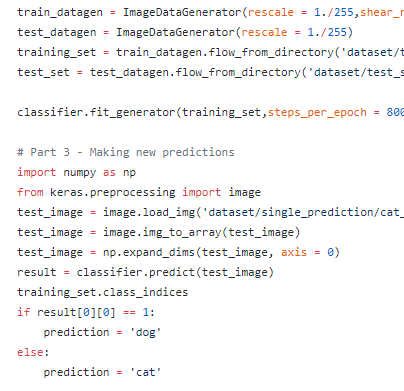 train_datagen = ImageDataGenerator(rescale = 1./255,shear_
test_datagen = ImageDataGenerator(rescale = 1./255)
training_set = train_datagen.flow_from_directory('dataset/t
test_set = test_datagen.flow_from_directory('dataset/test_s
classifier.fit_generator(training_set,steps_per_epoch = 800
# Part 3 - Making new predictions
import numpy as np
from keras.preprocessing import image
test_image = image.load_img('dataset/single_prediction/cat_
test_image = image.img_to_array(test_image)
test_image = np.expand_dims(test_image, axis = 0)
result = classifier.predict(test_image)
training_set.class_indices
if result[0][0] == 1:
    prediction = 'dog'
else:
    prediction = 'cat'